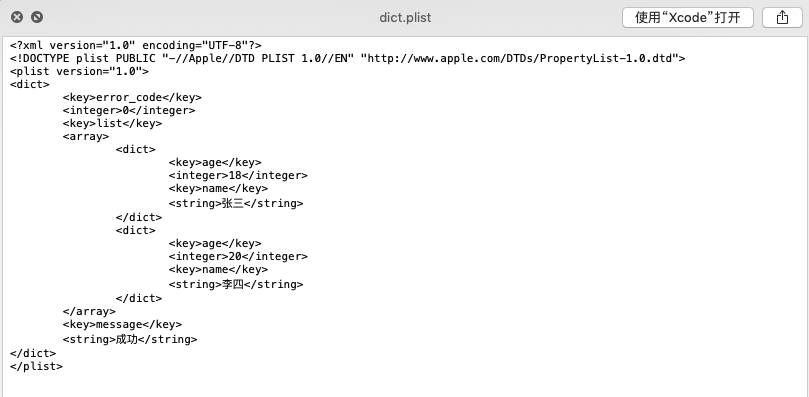 dict.plist
使用“Xcode”打开
<?xml version="1.0" encoding="UTF-8"?>
<!DOCTYPE plist PUBLIC "-//Apple//DTD PLIST 1.0//EN" "http://www.apple.com/DTDs/PropertyList-1.0.dtd">
<plist version="1.0">
<dict>
	<key>error_code</key>
	<integer>0</integer>
	<key>list</key>
	<array>
		<dict>
			<key>age</key>
			<integer>18</integer>
			<key>name</key>
			<string>张三</string>
		</dict>
		<dict>
			<key>age</key>
			<integer>20</integer>
			<key>name</key>
			<string>李四</string>
		</dict>
	</array>
	<key>message</key>
	<string>成功</string>
</dict>
</plist>